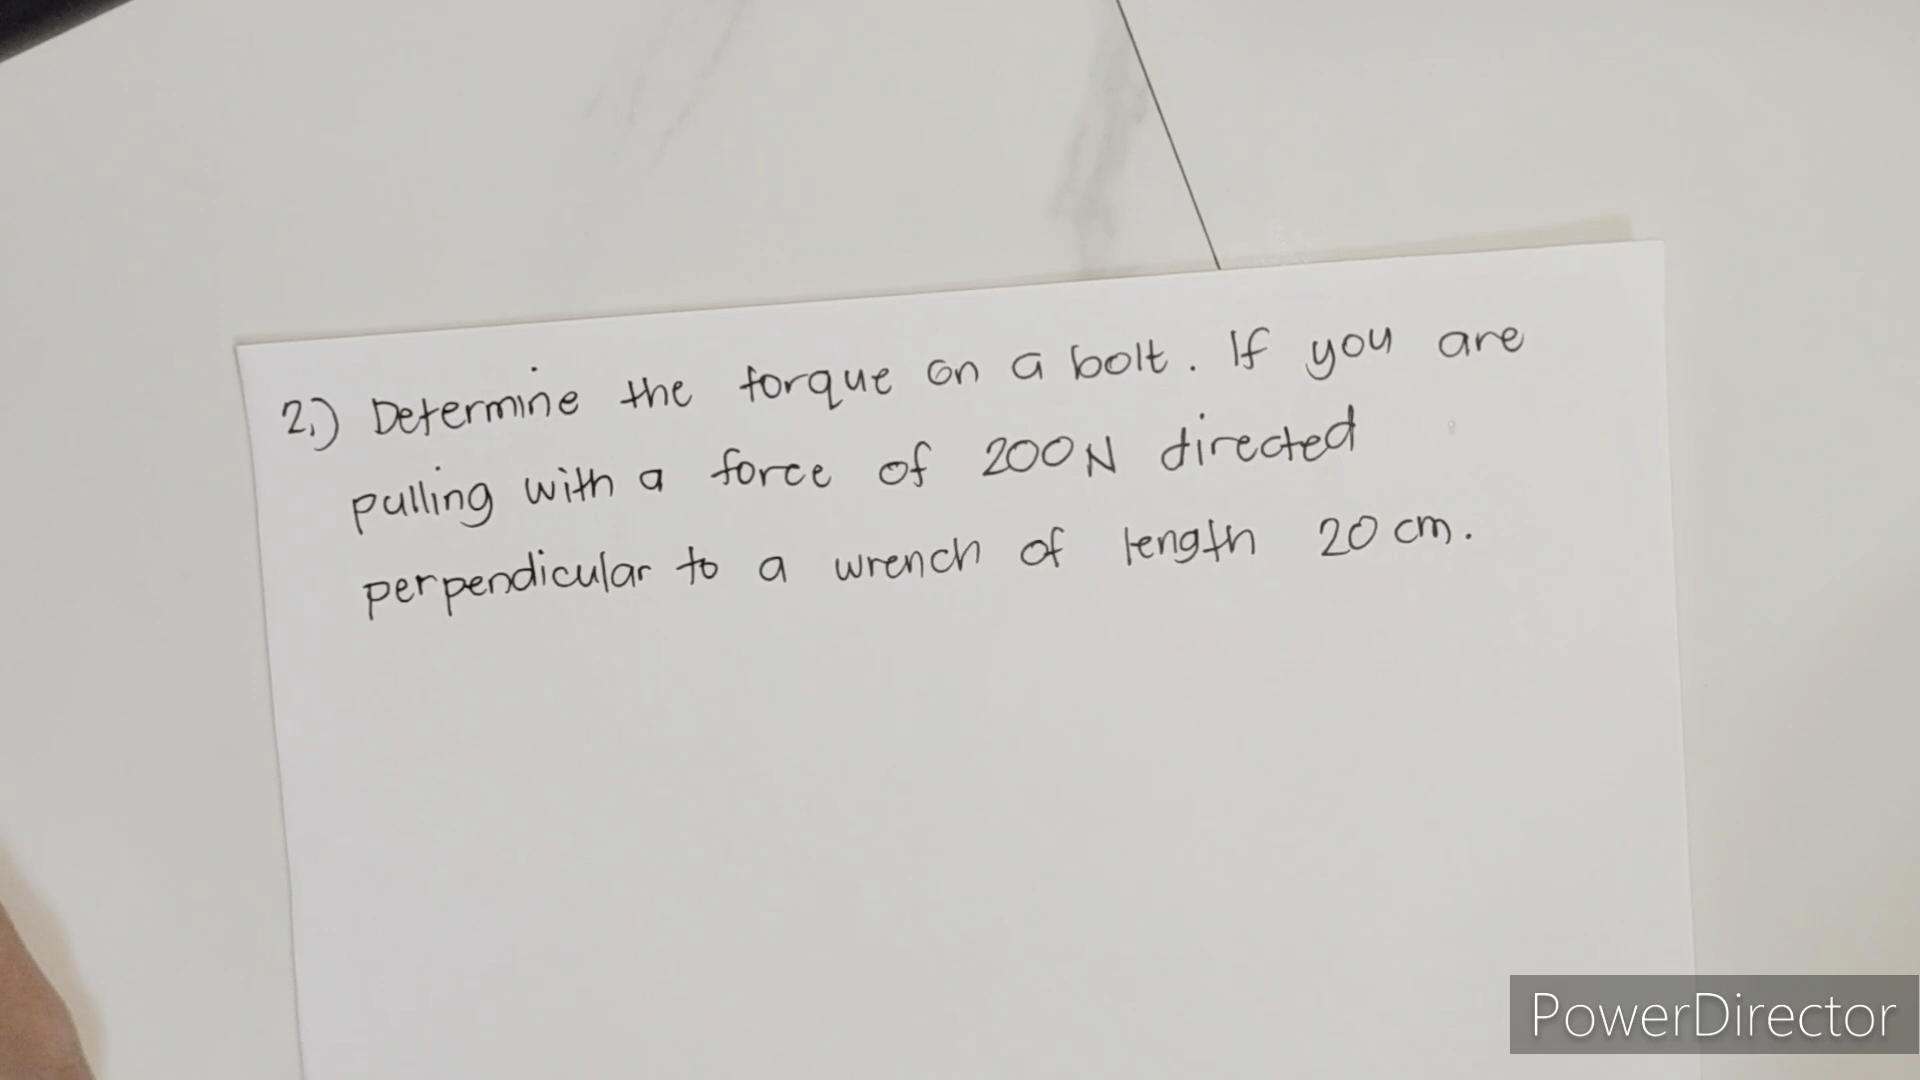 2.) Determine the torque on a bolt. If you are
pulling with a force of 200N directed
perpendicular to a wrench of length 20 cm.
PowerDirector